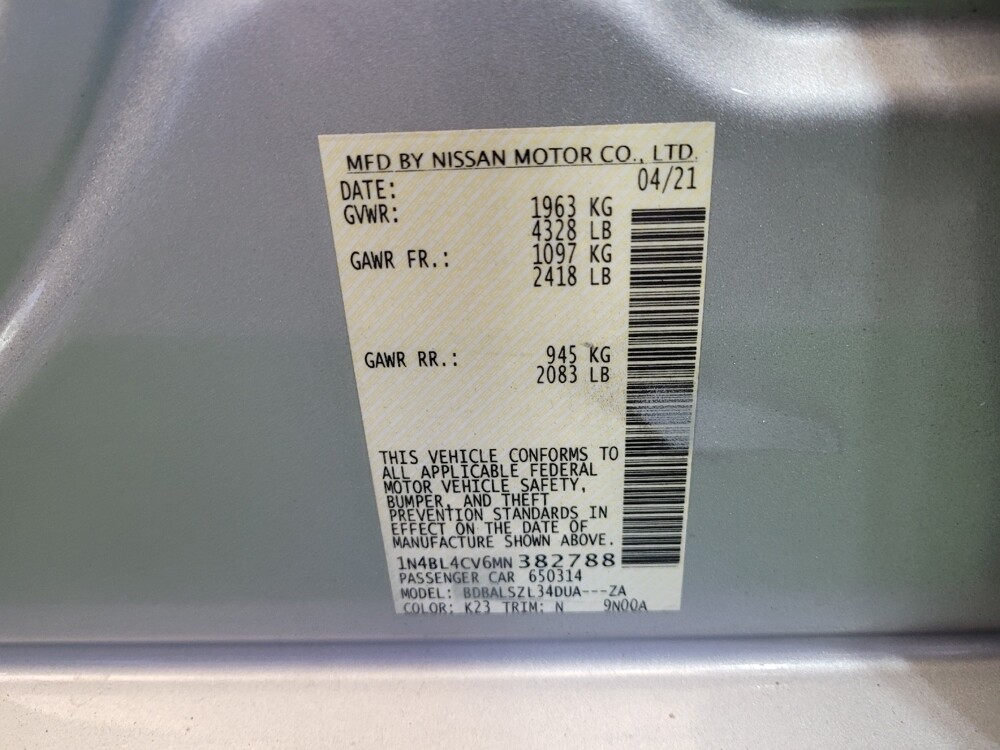 MFD BY NISSAN MOTOR CO., LTD.
DATE: 04/21
GVWR: 1963 KG
4328 LB
GAWR FR.: 1097 KG
2418 LB
GAWR RR.: 945 KG
2083 LB
THIS VEHICLE CONFORMS TO
ALL APPLICABLE FEDERAL
MOTOR VEHICLE SAFETY,
BUMPER, AND THEFT
PREVENTION STANDARDS IN
EFFECT ON THE DATE OF
MANUFACTURE SHOWN ABOVE.
1N4BL4CV6MN382788
PASSENGER CAR 650314
MODEL: BDBALSZL34DUA---ZA
COLOR: K23 TRIM: N 9N00A